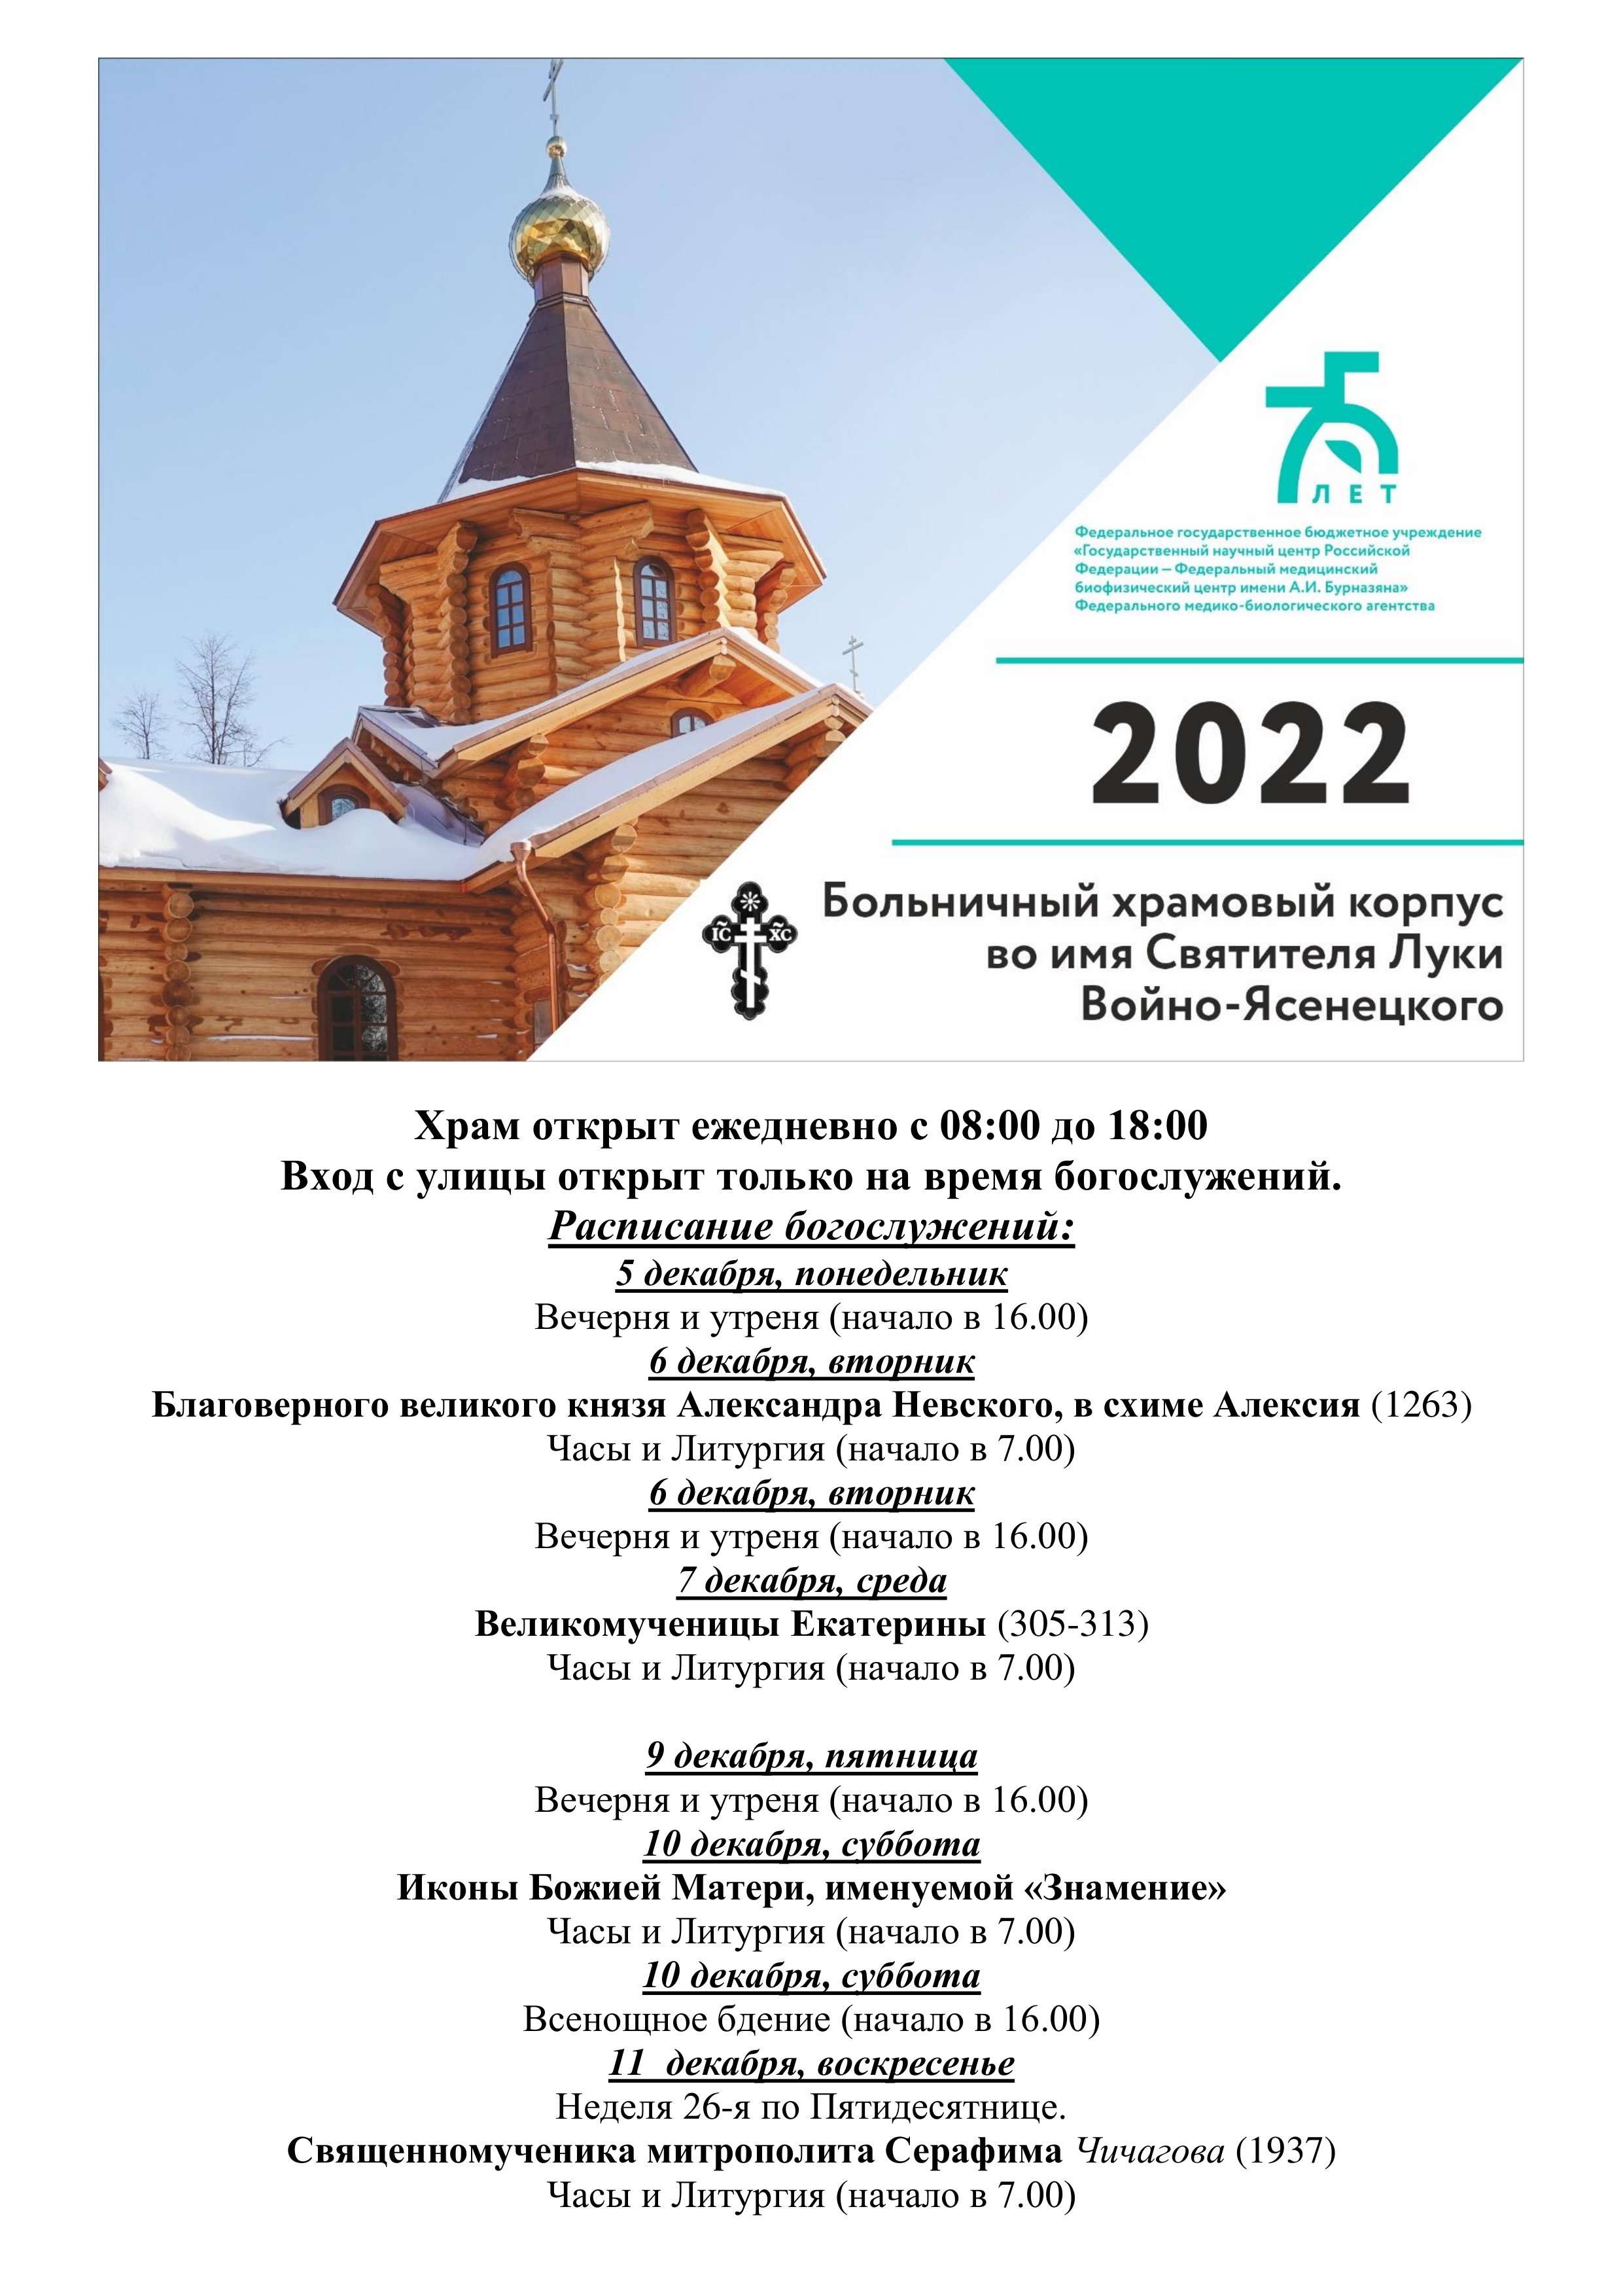 75
ЛЕТ
Федеральное государственное бюджетное учреждение
«Государственный научный центр Российской
Федерации – Федеральный медицинский
биофизический центр имени А.И. Бурназяна»
Федерального медико-биологического агентства
2022
IC XC
Больничный храмовый корпус
во имя Святителя Луки
Войно-Ясенецкого
Храм открыт ежедневно с 08:00 до 18:00
Вход с улицы открыт только на время богослужений.
Расписание богослужений:
5 декабря, понедельник
Вечерня и утреня (начало в 16.00)
6 декабря, вторник
Благоверного великого князя Александра Невского, в схиме Алексия (1263)
Часы и Литургия (начало в 7.00)
6 декабря, вторник
Вечерня и утреня (начало в 16.00)
7 декабря, среда
Великомученицы Екатерины (305-313)
Часы и Литургия (начало в 7.00)
9 декабря, пятница
Вечерня и утреня (начало в 16.00)
10 декабря, суббота
Иконы Божией Матери, именуемой «Знамение»
Часы и Литургия (начало в 7.00)
10 декабря, суббота
Всенощное бдение (начало в 16.00)
11 декабря, воскресенье
Неделя 26-я по Пятидесятнице.
Священномученика митрополита Серафима Чичагова (1937)
Часы и Литургия (начало в 7.00)